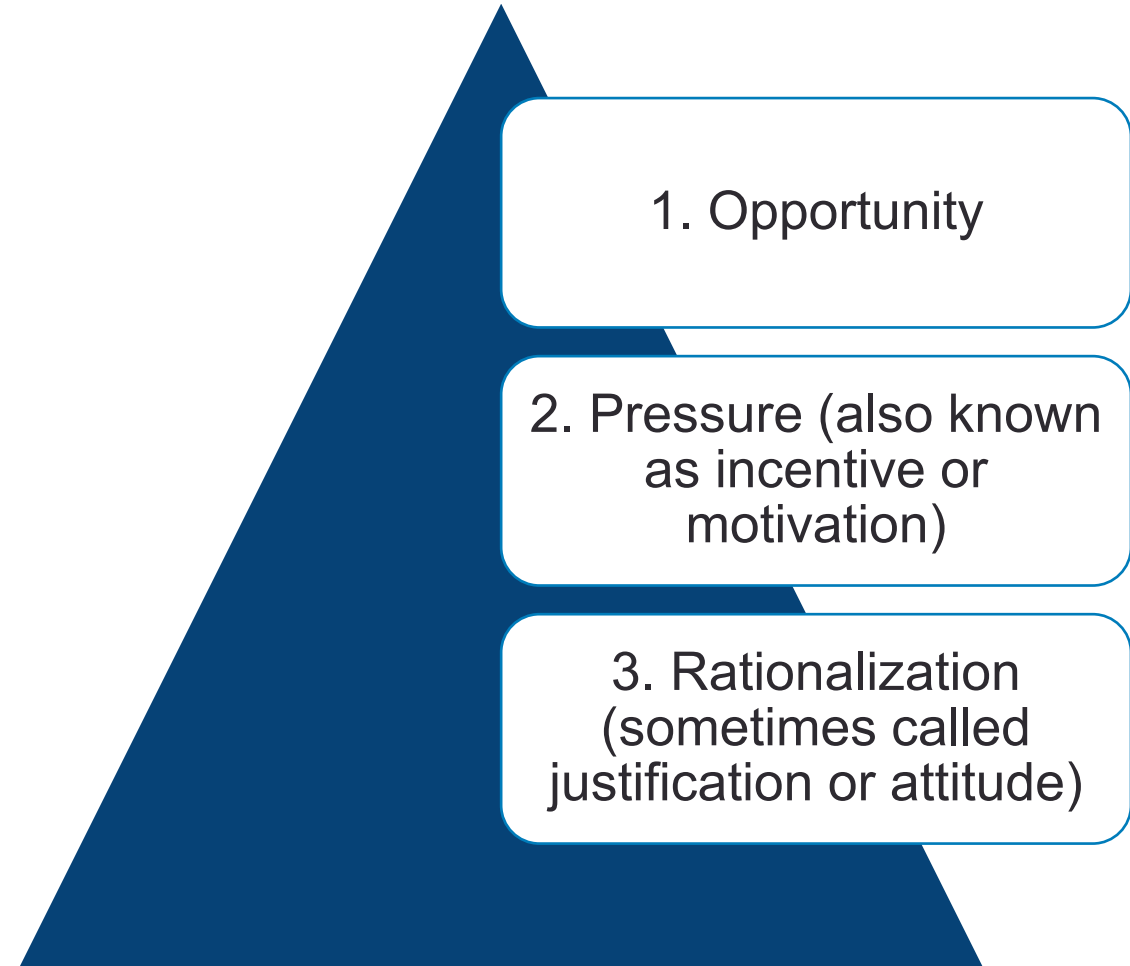 1. Opportunity
2. Pressure (also known
as incentive or
motivation)
3. Rationalization
(sometimes called
justification or attitude)